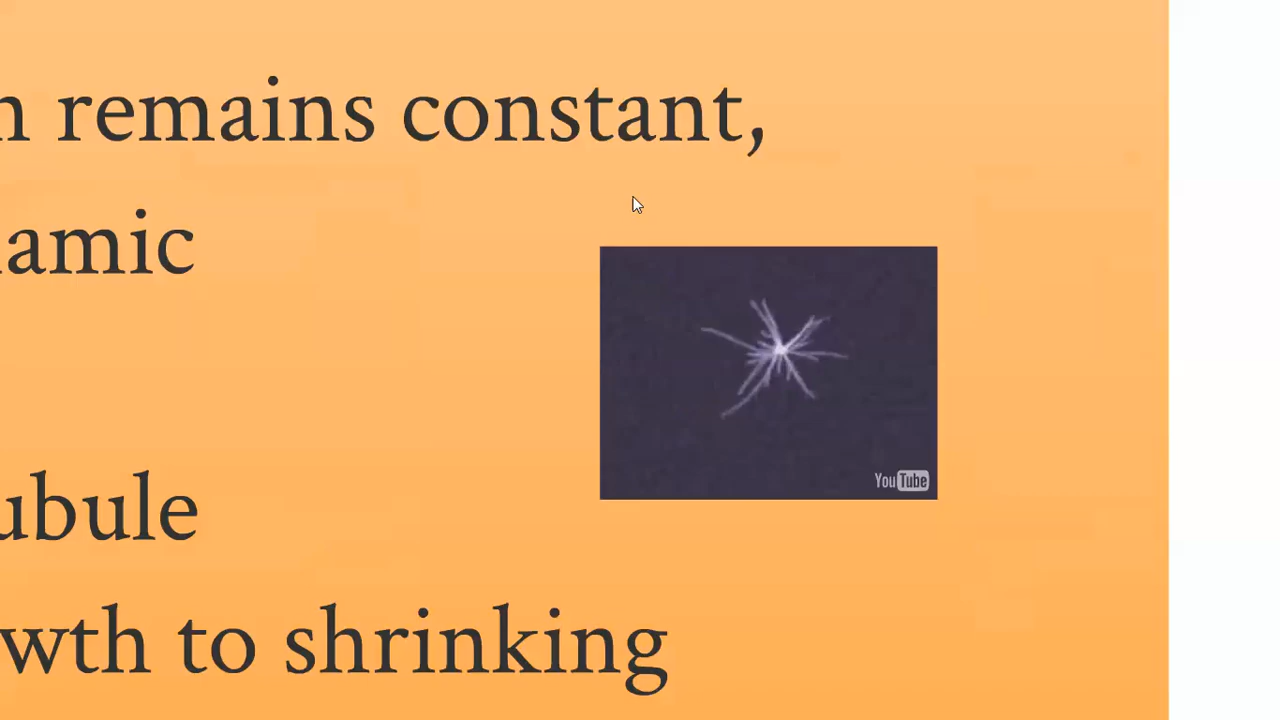 n remains constant,
amic
YouTube
ubule
wth to shrinking